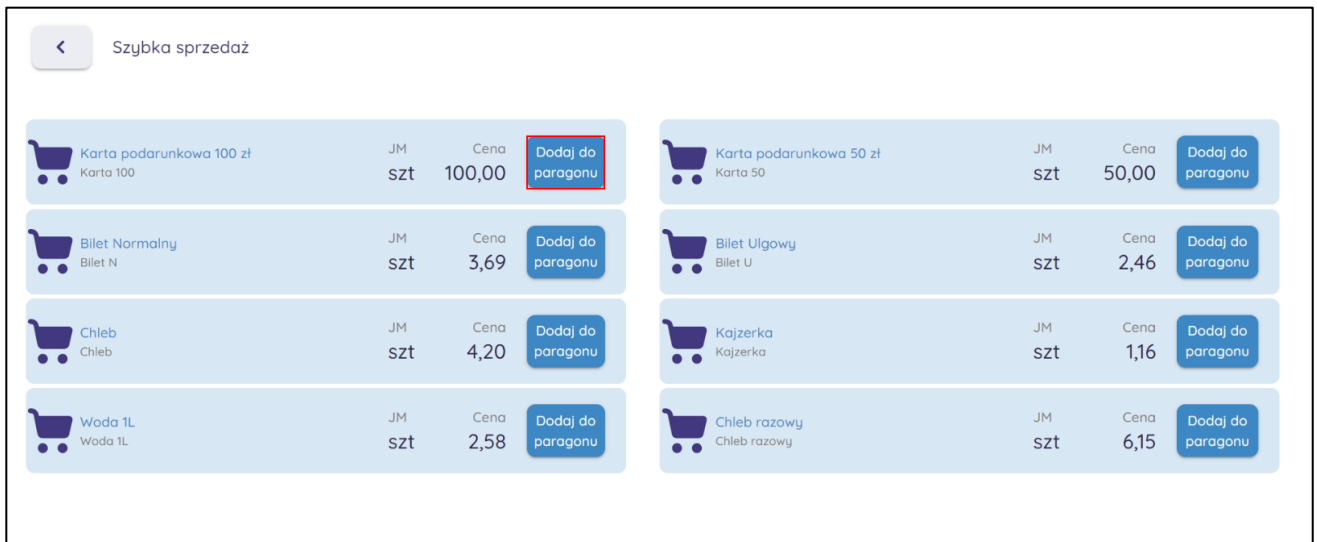 Szybka sprzedaż
Karta podarunkowa 100 zł
Karta 100
JM
szt
Cena
100,00
Dodaj do
paragonu
Karta podarunkowa 50 zł
Karta 50
JM
szt
Cena
50,00
Dodaj do
paragonu
Bilet Normalny
Bilet N
JM
szt
Cena
3,69
Dodaj do
paragonu
Bilet Ulgowy
Bilet U
JM
szt
Cena
2,46
Dodaj do
paragonu
Chleb
Chleb
JM
szt
Cena
4,20
Dodaj do
paragonu
Kajzerka
Kajzerka
JM
szt
Cena
1,16
Dodaj do
paragonu
Woda 1L
Woda 1L
JM
szt
Cena
2,58
Dodaj do
paragonu
Chleb razowy
Chleb razowy
JM
szt
Cena
6,15
Dodaj do
paragonu